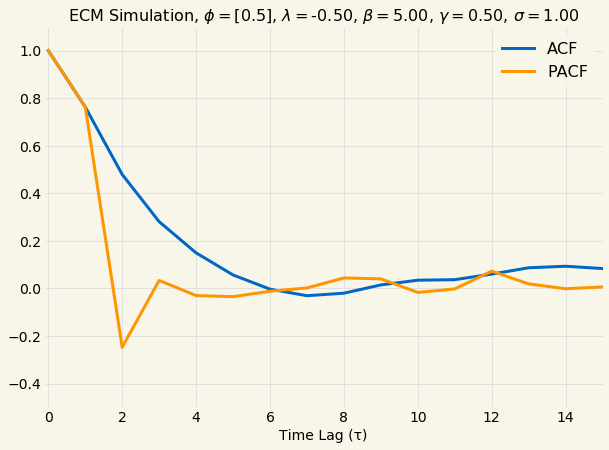 ECM Simulation, ϕ = [0.5], λ = -0.50, β = 5.00, γ = 0.50, σ = 1.00
ACF
PACF
1.0
0.8
0.6
0.4
0.2
0.0
−0.2
−0.4
0 2 4 6 8 10 12 14
Time Lag (τ)